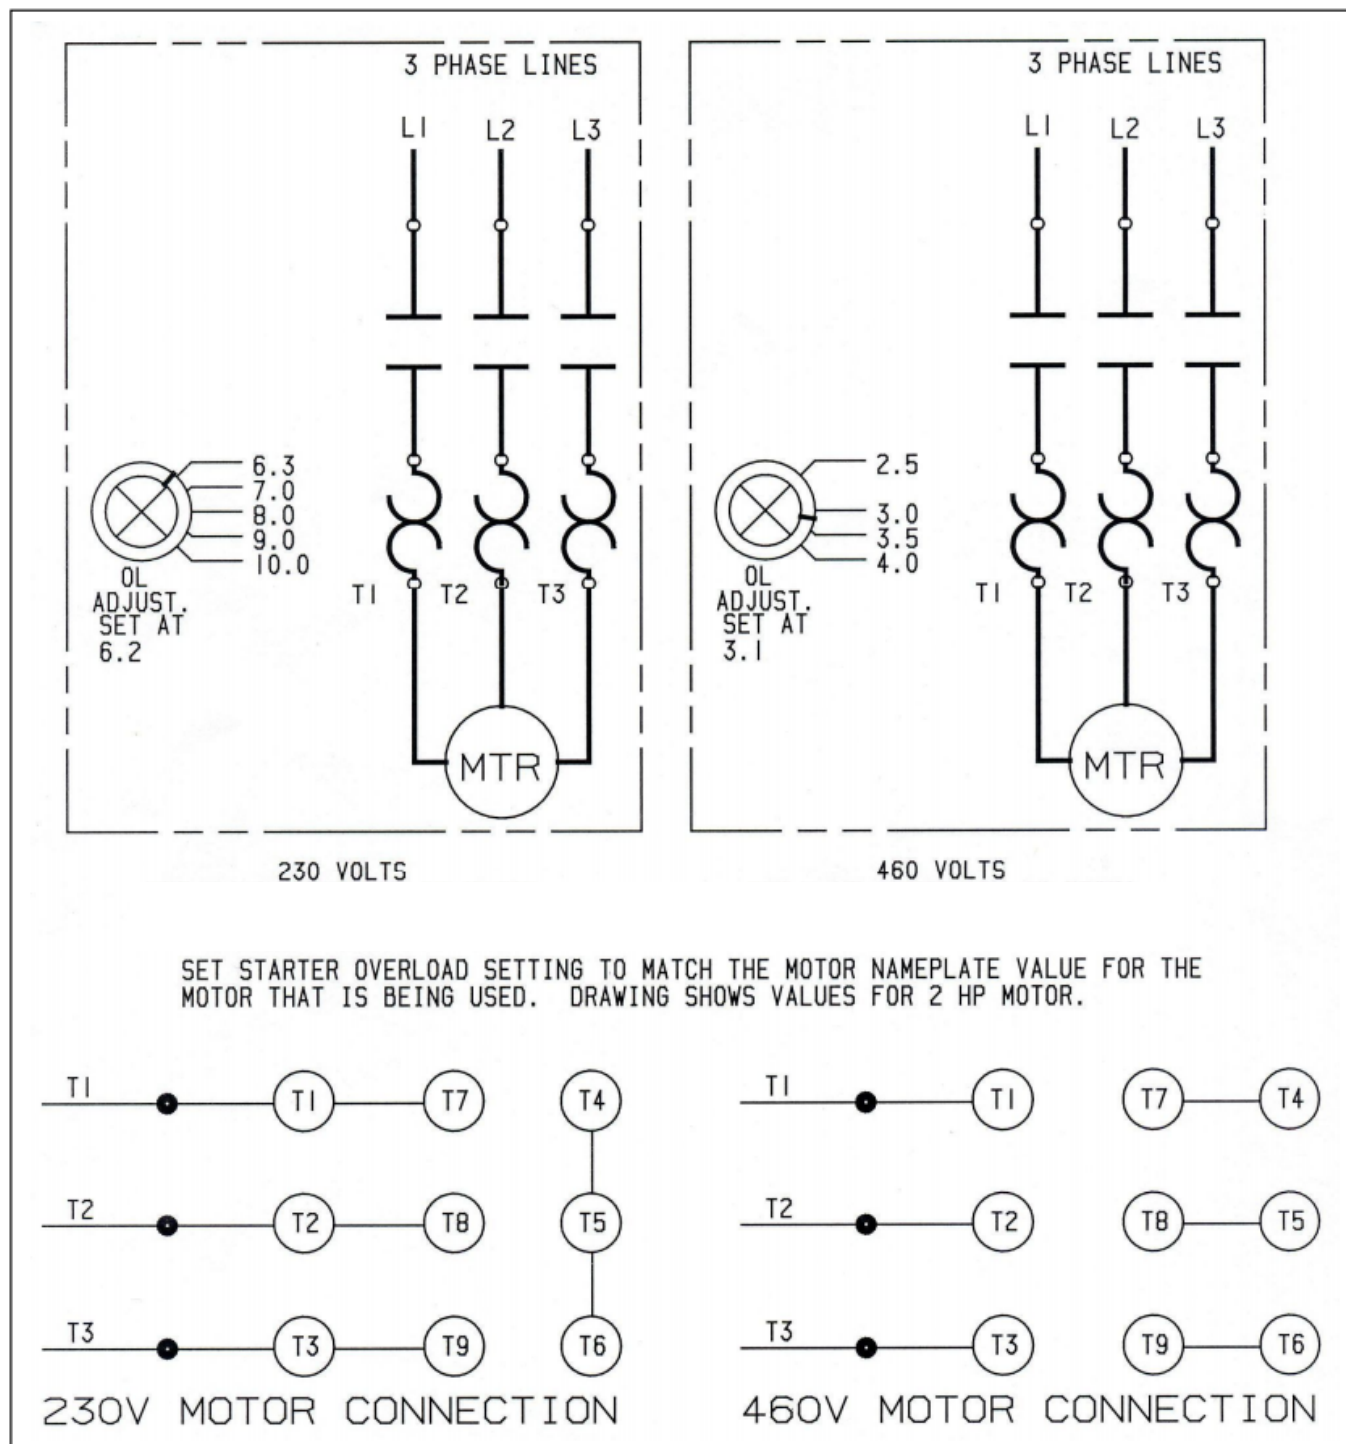 3 PHASE LINES
L1 L2 L3
6.3
7.0
8.0
9.0
10.0
OL
ADJUST.
SET AT
6.2
T1 T2 T3
MTR
230 VOLTS
3 PHASE LINES
L1 L2 L3
2.5
3.0
3.5
4.0
OL
ADJUST.
SET AT
3.1
T1 T2 T3
MTR
460 VOLTS
SET STARTER OVERLOAD SETTING TO MATCH THE MOTOR NAMEPLATE VALUE FOR THE
MOTOR THAT IS BEING USED. DRAWING SHOWS VALUES FOR 2 HP MOTOR.
T1 T1 T7 T4
T2 T2 T8 T5
T3 T3 T9 T6
230V MOTOR CONNECTION
T1 T1 T7 T4
T2 T2 T8 T5
T3 T3 T9 T6
460V MOTOR CONNECTION